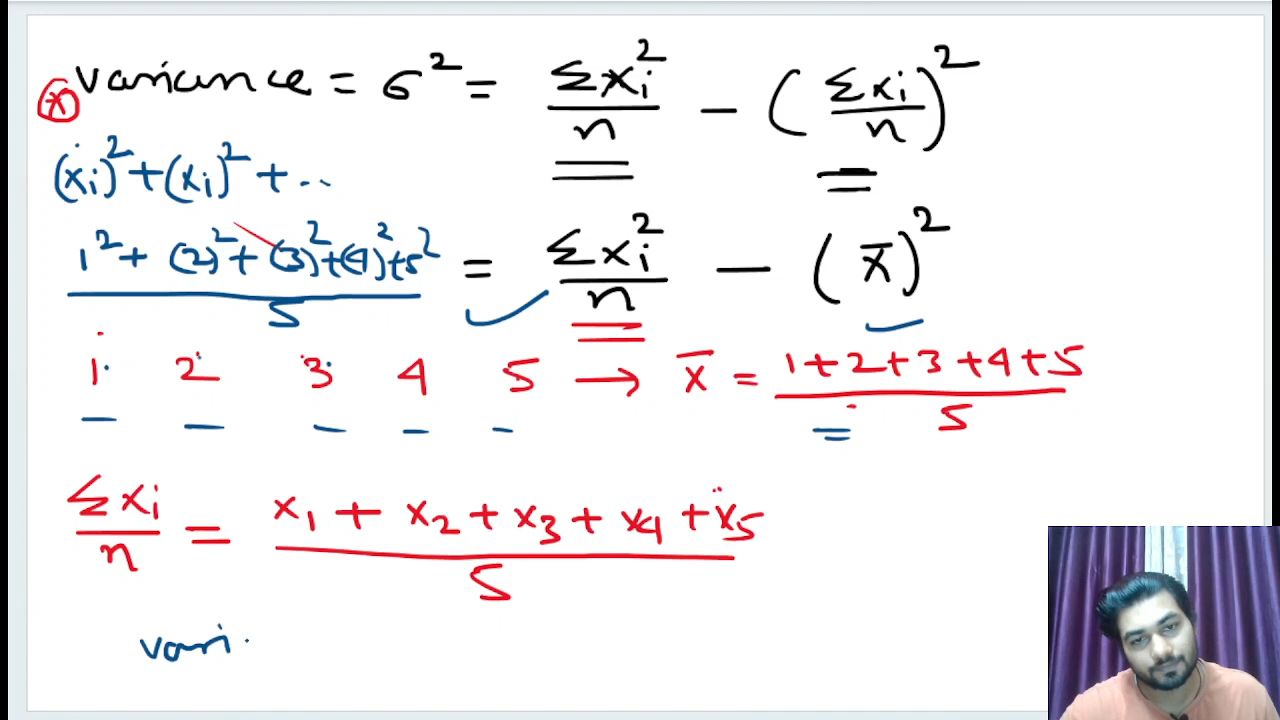 variance = σ² = Σxi²/n − (Σxi/n)²
(xi)² + (xi)² + ..
1² + (2)² + (3)² + (4)² + 5² / 5 = Σxi²/n − (x̄)²
1 2 3 4 5 → x̄ = 1+2+3+4+5 / 5
Σxi/n = x₁ + x₂ + x₃ + x₄ + x₅ / 5
vari.